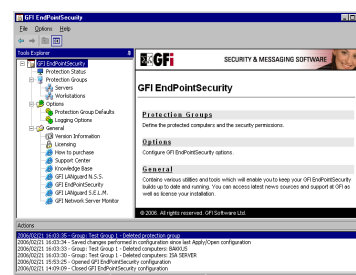 GFI EndPointSecurity
File Options Help
Tools Explorer
GFI EndPointSecurity
Protection Status
Protection Groups
Servers
Workstations
Options
Protection Group Defaults
Logging Options
General
Version Information
Licensing
How to purchase
Support Center
Knowledge Base
GFI LANguard N.S.S.
GFI EndPointSecurity
GFI LANguard S.E.L.M.
GFI Network Server Monitor
GFi
SECURITY & MESSAGING SOFTWARE
GFI EndPointSecurity
Protection Groups
Define the protected computers and the security permissions.
Options
Configure GFI EndPointSecurity options.
General
Contains various utilities and tools which will enable you to keep your GFI EndPointSecurity
builds up to date and running. You can access latest news sources and support at GFI as
well as license your installation.
© 2006. All rights reserved. GFI Software Ltd.
Actions
2006/02/21 16:03:35 - Group: Test Group 1 - Deleted protection group
2006/02/21 16:03:34 - Saved changes performed in configuration since last Apply/Open configuration
2006/02/21 16:03:33 - Group: Test Group 1 - Deleted computers: BAKKUS
2006/02/21 16:03:30 - Group: Test Group 1 - Deleted computers: ISA SERVER
2006/02/21 15:53:25 - Opened GFI EndPointSecurity configuration
2006/02/21 14:09:09 - Closed GFI EndPointSecurity configuration